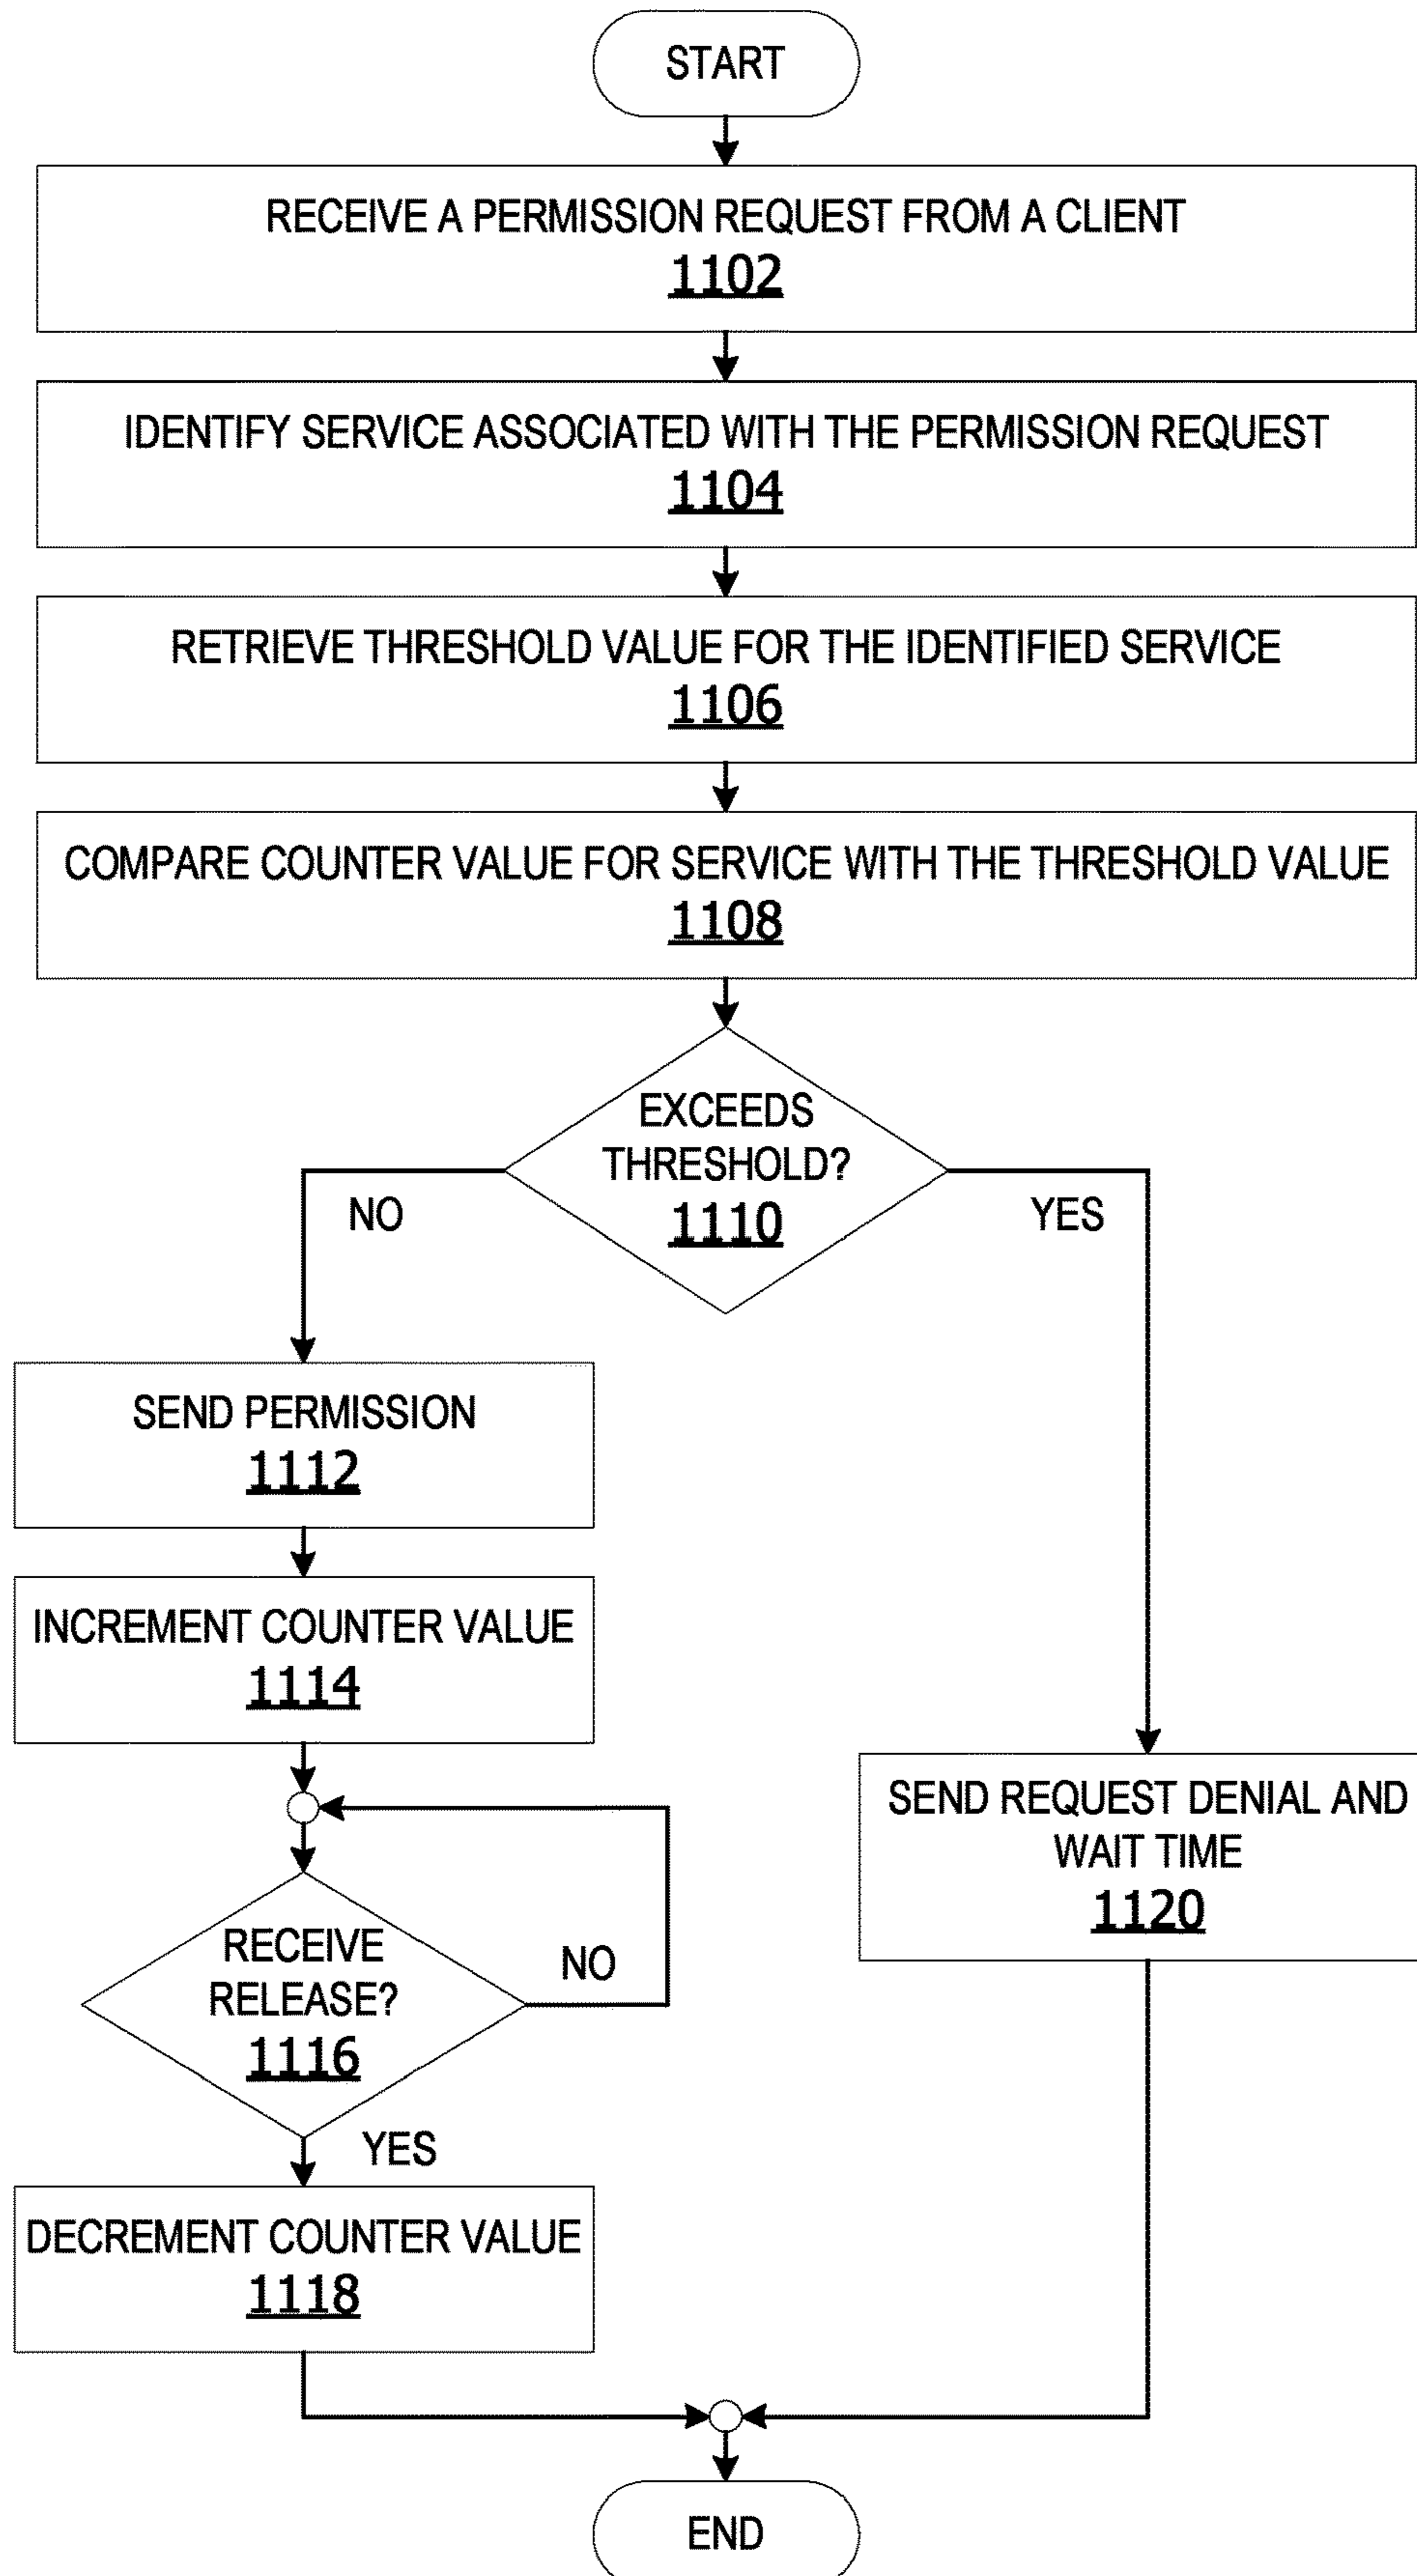 START
RECEIVE A PERMISSION REQUEST FROM A CLIENT
1102
IDENTIFY SERVICE ASSOCIATED WITH THE PERMISSION REQUEST
1104
RETRIEVE THRESHOLD VALUE FOR THE IDENTIFIED SERVICE
1106
COMPARE COUNTER VALUE FOR SERVICE WITH THE THRESHOLD VALUE
1108
EXCEEDS
THRESHOLD?
1110
NO
YES
SEND PERMISSION
1112
INCREMENT COUNTER VALUE
1114
RECEIVE
RELEASE?
1116
NO
YES
DECREMENT COUNTER VALUE
1118
SEND REQUEST DENIAL AND
WAIT TIME
1120
END